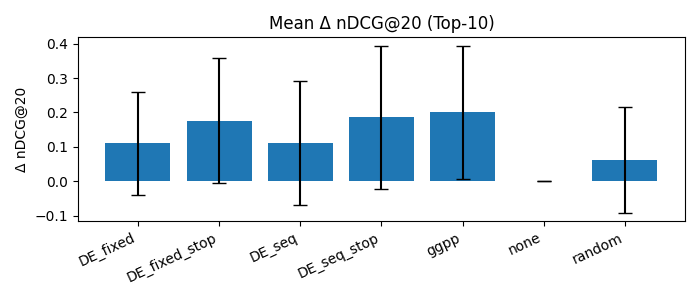 Mean Δ nDCG@20 (Top-10)
Δ nDCG@20
0.4
0.3
0.2
0.1
0.0
−0.1
DE_fixed
DE_fixed_stop
DE_seq
DE_seq_stop
ggpp
none
random